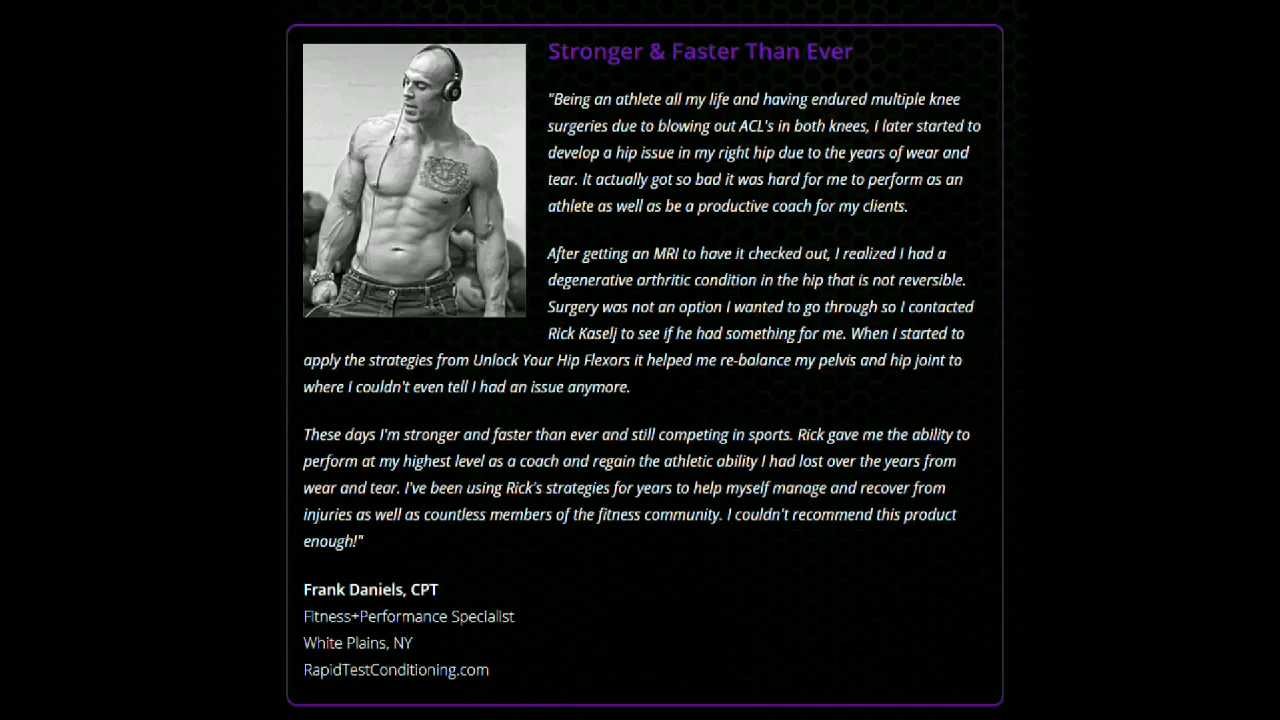 Stronger & Faster Than Ever
"Being an athlete all my life and having endured multiple knee
surgeries due to blowing out ACL's in both knees, I later started to
develop a hip issue in my right hip due to the years of wear and
tear. It actually got so bad it was hard for me to perform as an
athlete as well as be a productive coach for my clients.
After getting an MRI to have it checked out, I realized I had a
degenerative arthritic condition in the hip that is not reversible.
Surgery was not an option I wanted to go through so I contacted
Rick Kaselj to see if he had something for me. When I started to
apply the strategies from Unlock Your Hip Flexors it helped me re-balance my pelvis and hip joint to
where I couldn't even tell I had an issue anymore.
These days I'm stronger and faster than ever and still competing in sports. Rick gave me the ability to
perform at my highest level as a coach and regain the athletic ability I had lost over the years from
wear and tear. I've been using Rick's strategies for years to help myself manage and recover from
injuries as well as countless members of the fitness community. I couldn't recommend this product
enough!"
Frank Daniels, CPT
Fitness+Performance Specialist
White Plains, NY
RapidTestConditioning.com